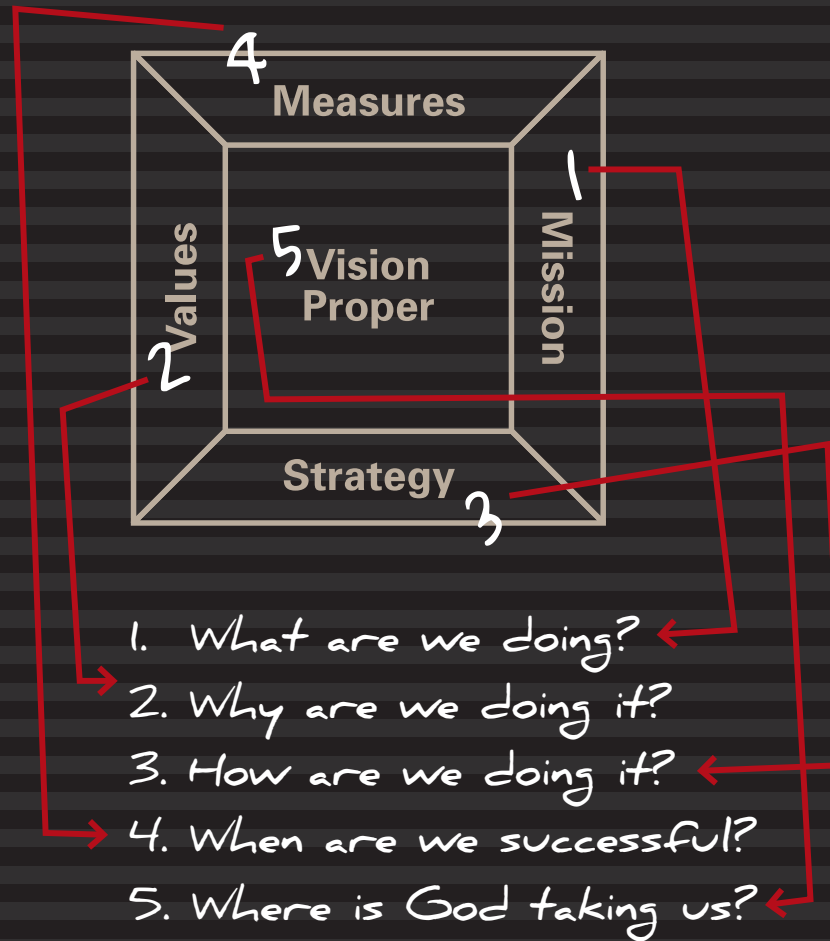 4
Measures
1
Mission
Values
2
5 Vision
Proper
Strategy
3
1. What are we doing?
2. Why are we doing it?
3. How are we doing it?
4. When are we successful?
5. Where is God taking us?